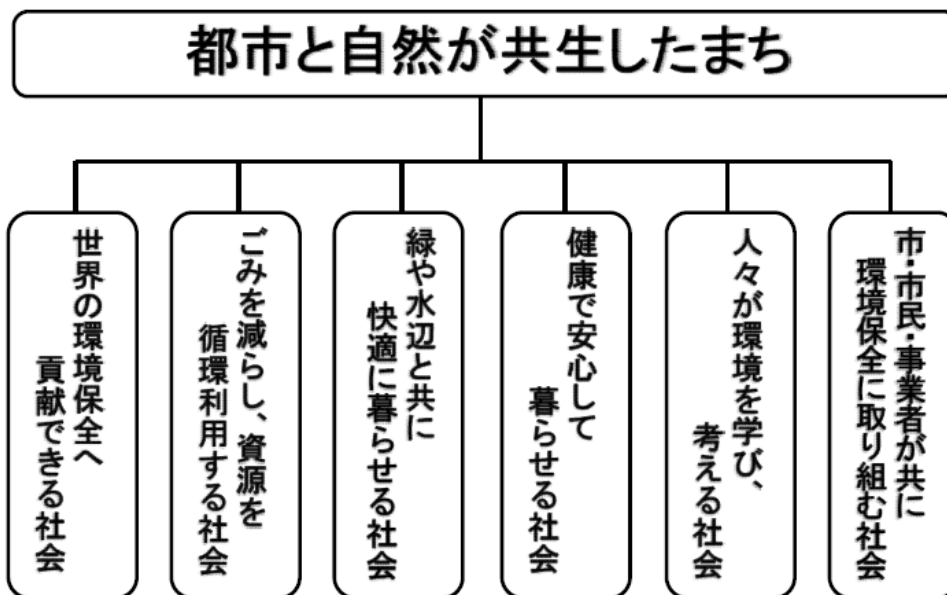 都市と自然が共生したまち
世界の環境保全へ
貢献できる社会
ごみを減らし、資源を
循環利用する社会
緑や水辺と共に
快適に暮らせる社会
健康で安心して
暮らせる社会
人々が環境を学び、
考える社会
市・市民・事業者が共に
環境保全に取り組む社会